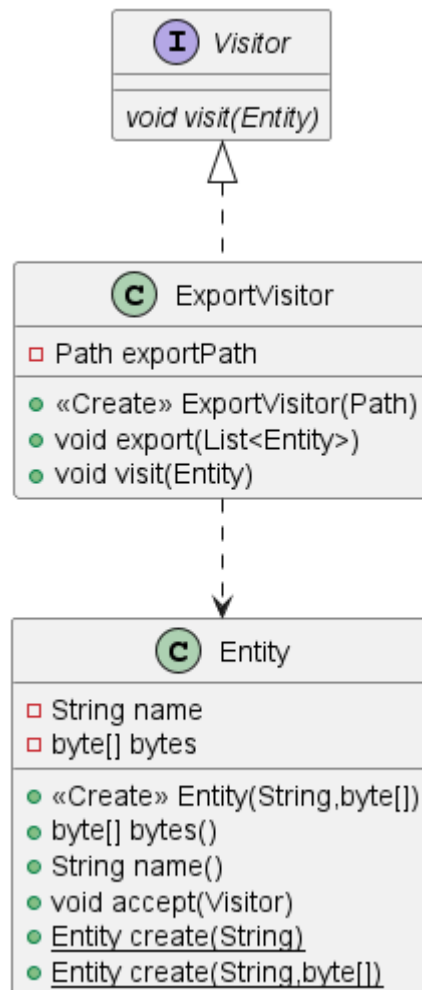 I Visitor
void visit(Entity)
C ExportVisitor
Path exportPath
«Create» ExportVisitor(Path)
void export(List<Entity>)
void visit(Entity)
C Entity
String name
byte[] bytes
«Create» Entity(String,byte[])
byte[] bytes()
String name()
void accept(Visitor)
Entity create(String)
Entity create(String,byte[])